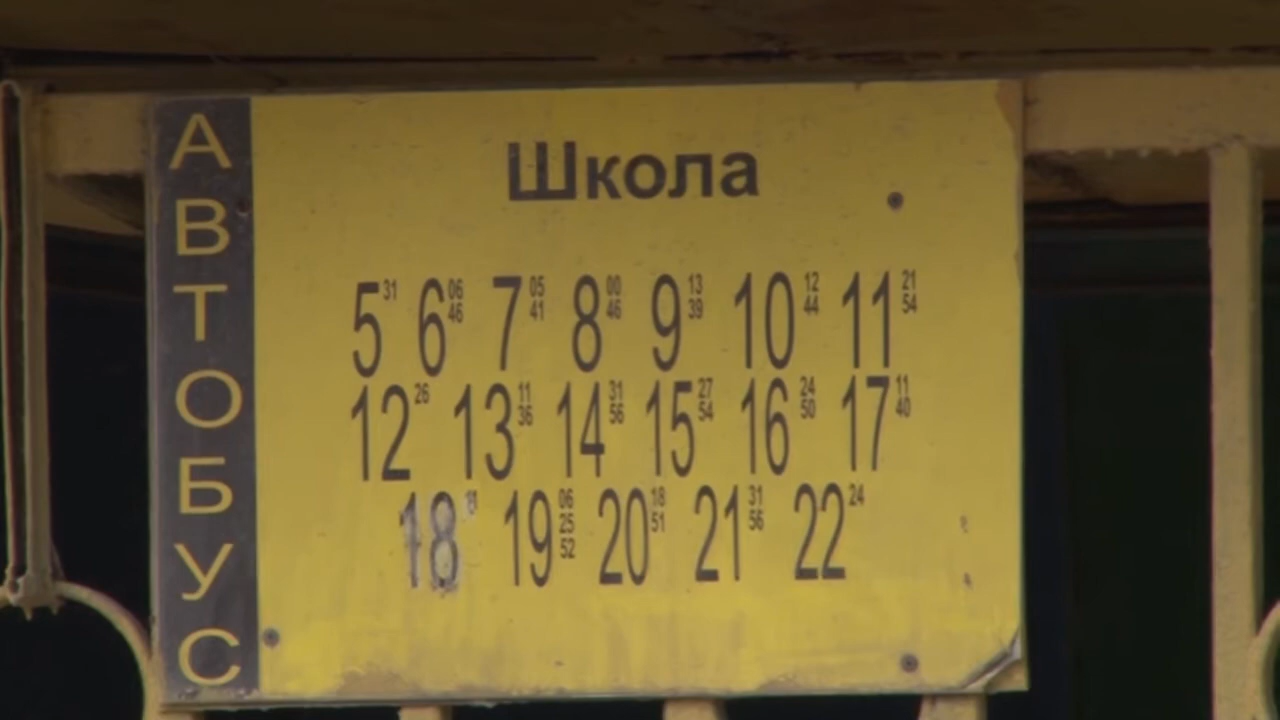 АВТОБУС
Школа
5 31 6 06 46 7 05 41 8 00 46 9 13 39 10 12 44 11 21 54
12 26 13 11 36 14 31 56 15 27 54 16 24 50 17 11 40
18 19 06 25 52 20 18 51 21 31 56 22 24